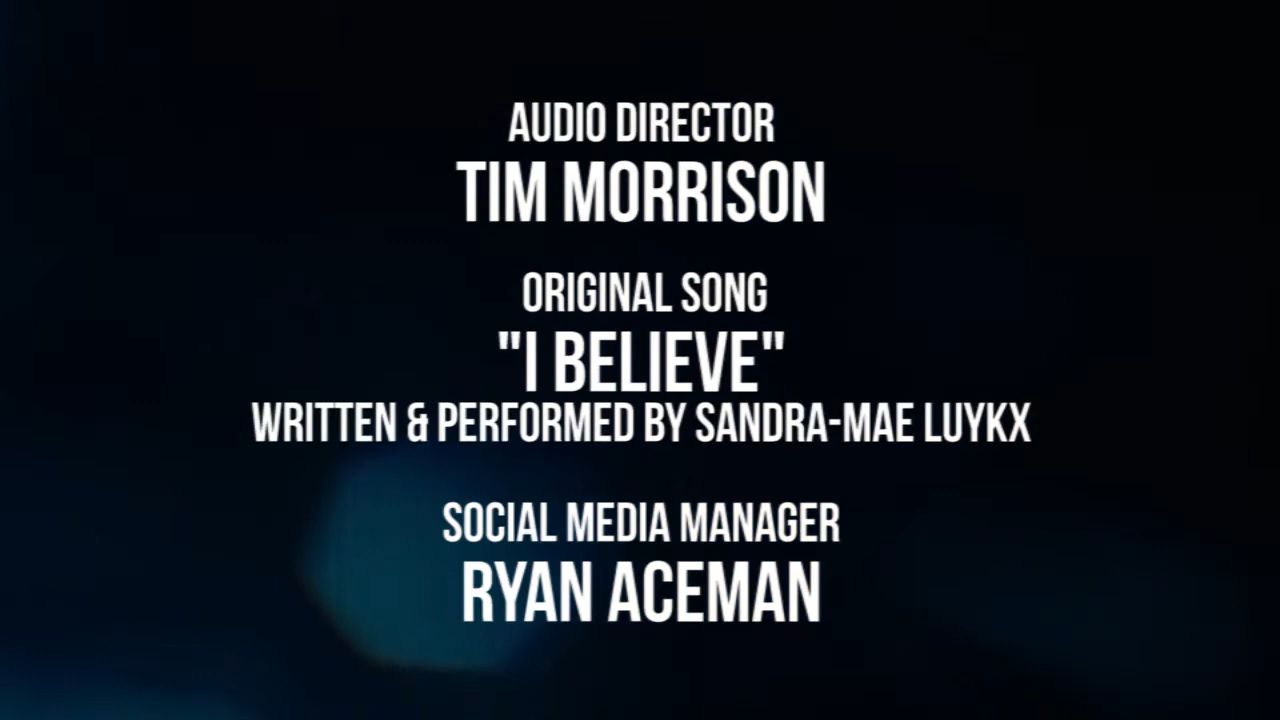 AUDIO DIRECTOR
TIM MORRISON
ORIGINAL SONG
"I BELIEVE"
WRITTEN & PERFORMED BY SANDRA-MAE LUYKX
SOCIAL MEDIA MANAGER
RYAN ACEMAN